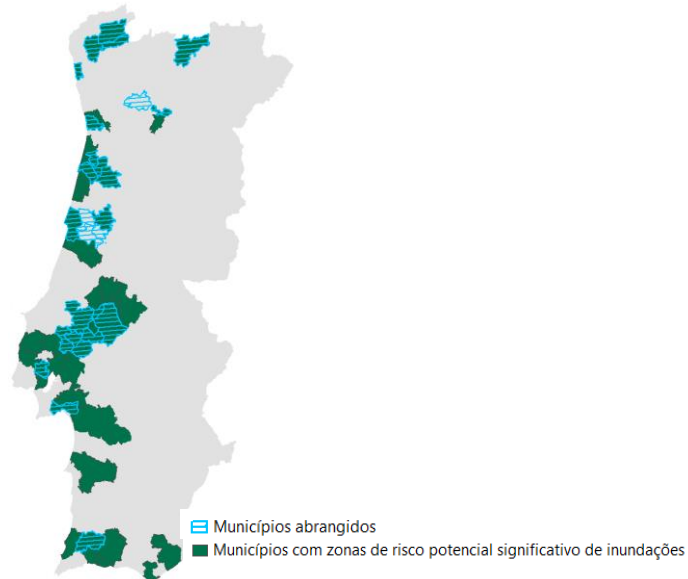 Municípios abrangidos
Municípios com zonas de risco potencial significativo de inundações